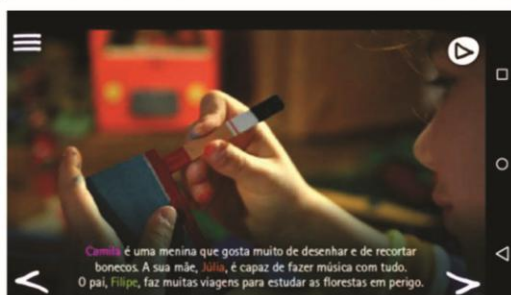 Camila é uma menina que gosta muito de desenhar e de recortar
bonecos. A sua mãe, Júlia, é capaz de fazer música com tudo.
O pai, Filipe, faz muitas viagens para estudar as florestas em perigo.